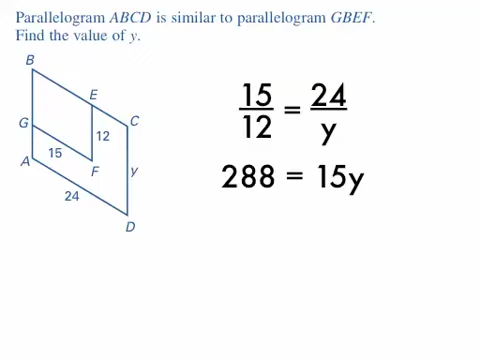 Parallelogram ABCD is similar to parallelogram GBEF.
Find the value of y.
B
E
G
C
12
15
A
F
y
24
D
15/12 = 24/y
288 = 15y